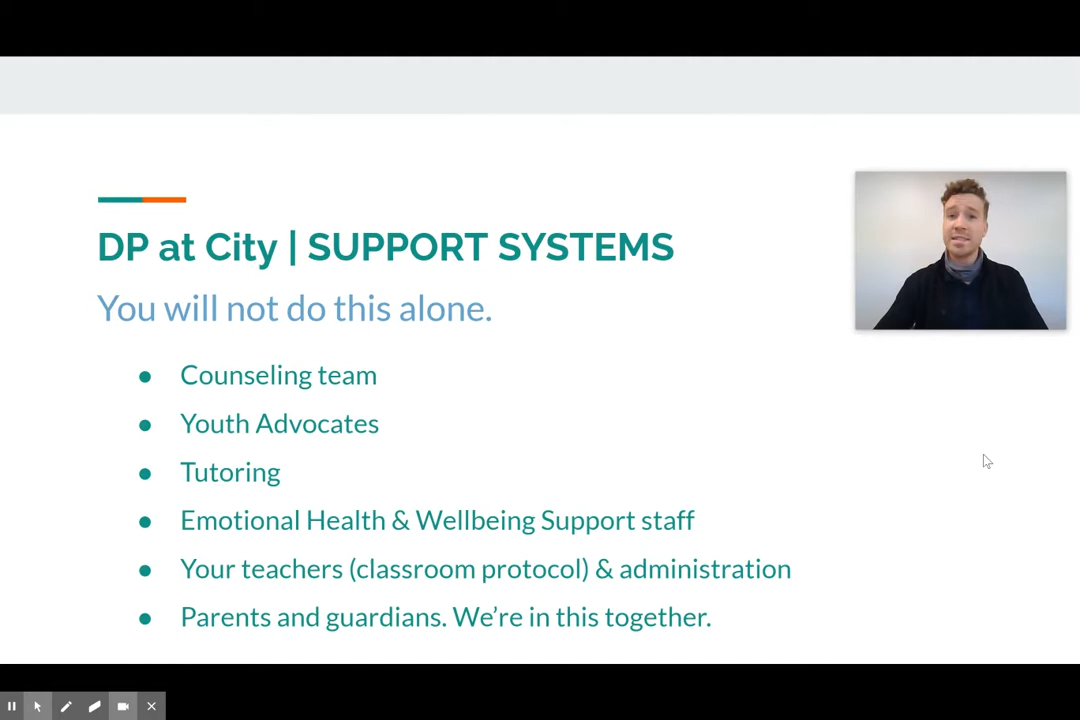 DP at City | SUPPORT SYSTEMS
You will not do this alone.
● Counseling team
● Youth Advocates
● Tutoring
● Emotional Health & Wellbeing Support staff
● Your teachers (classroom protocol) & administration
● Parents and guardians. We’re in this together.